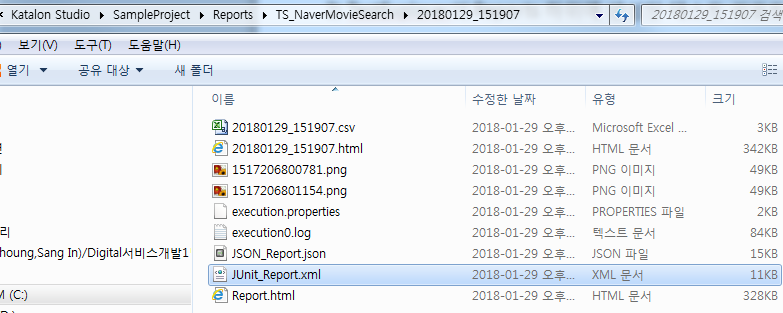 Katalon Studio ▸ SampleProject ▸ Reports ▸ TS_NaverMovieSearch ▸ 20180129_151907
20180129_151907 검색
보기(V) 도구(T) 도움말(H)
열기 공유 대상 새 폴더
이름 수정한 날짜 유형 크기
20180129_151907.csv 2018-01-29 오후... Microsoft Excel ... 3KB
20180129_151907.html 2018-01-29 오후... HTML 문서 342KB
1517206800781.png 2018-01-29 오후... PNG 이미지 49KB
1517206801154.png 2018-01-29 오후... PNG 이미지 49KB
execution.properties 2018-01-29 오후... PROPERTIES 파일 2KB
execution0.log 2018-01-29 오후... 텍스트 문서 84KB
JSON_Report.json 2018-01-29 오후... JSON 파일 15KB
JUnit_Report.xml 2018-01-29 오후... XML 문서 11KB
Report.html 2018-01-29 오후... HTML 문서 328KB
리
houng,Sang In)/Digital서비스개발1
(C:)